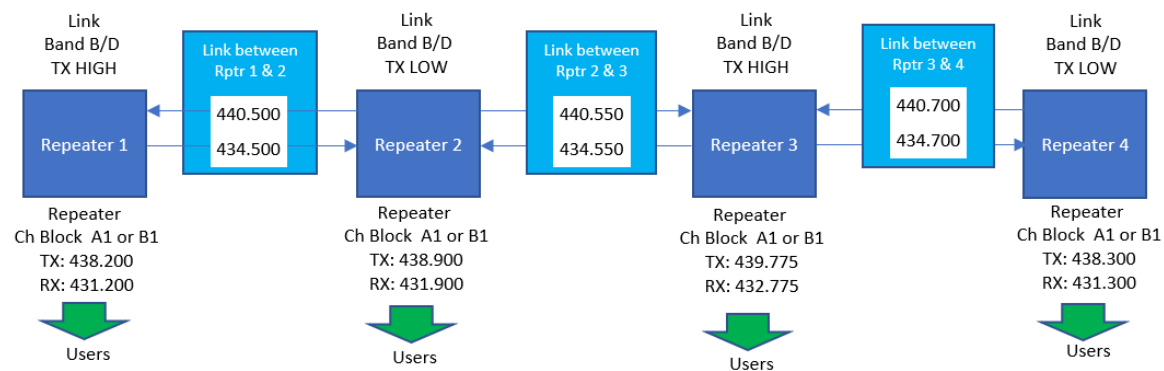 Link
Band B/D
TX HIGH
Link between
Rptr 1 & 2
440.500
434.500
Link
Band B/D
TX LOW
Link between
Rptr 2 & 3
440.550
434.550
Link
Band B/D
TX HIGH
Link between
Rptr 3 & 4
440.700
434.700
Link
Band B/D
TX LOW
Repeater 1
Repeater 2
Repeater 3
Repeater 4
Repeater
Ch Block A1 or B1
TX: 438.200
RX: 431.200
Users
Repeater
Ch Block A1 or B1
TX: 438.900
RX: 431.900
Users
Repeater
Ch Block A1 or B1
TX: 439.775
RX: 432.775
Users
Repeater
Ch Block A1 or B1
TX: 438.300
RX: 431.300
Users